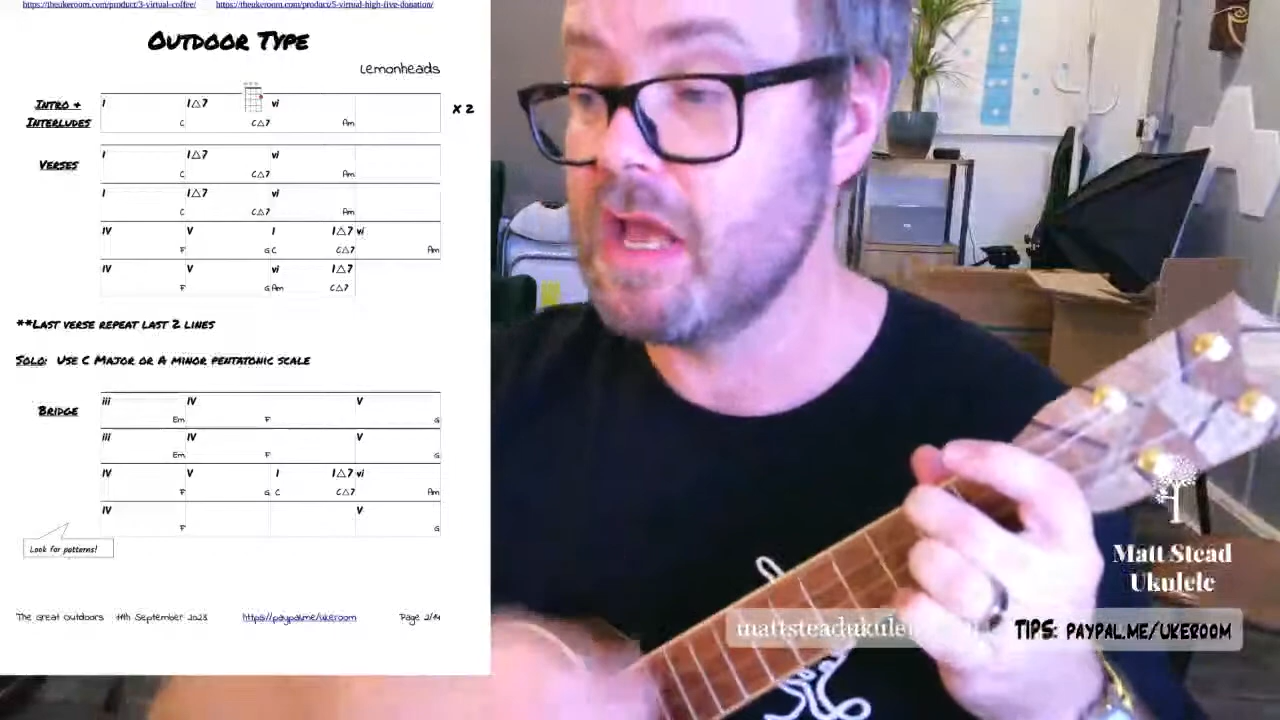 https://theukeroom.com/product/3-virtual-coffee/ https://theukeroom.com/product/5-virtual-high-five-donation/
Outdoor Type
Lemonheads
Intro + Interludes
I I△7 vi
C C△7 Am
X 2
Verses
I I△7 vi
C C△7 Am
I I△7 vi
C C△7 Am
IV V I I△7 vi
F G C C△7 Am
IV V vi I△7
F G Am C△7
**Last verse repeat last 2 lines
Solo: Use C Major or A minor pentatonic scale
Bridge
iii IV V
Em F G
iii IV V
Em F G
IV V I I△7 vi
F G C C△7 Am
IV V
F G
Look for patterns!
The Great Outdoors September 2023 https://paypal.me/ukeroom Page
Matt Stead
Ukulele
mattsteadukule
TIPS: PAYPAL.ME/UKEROOM